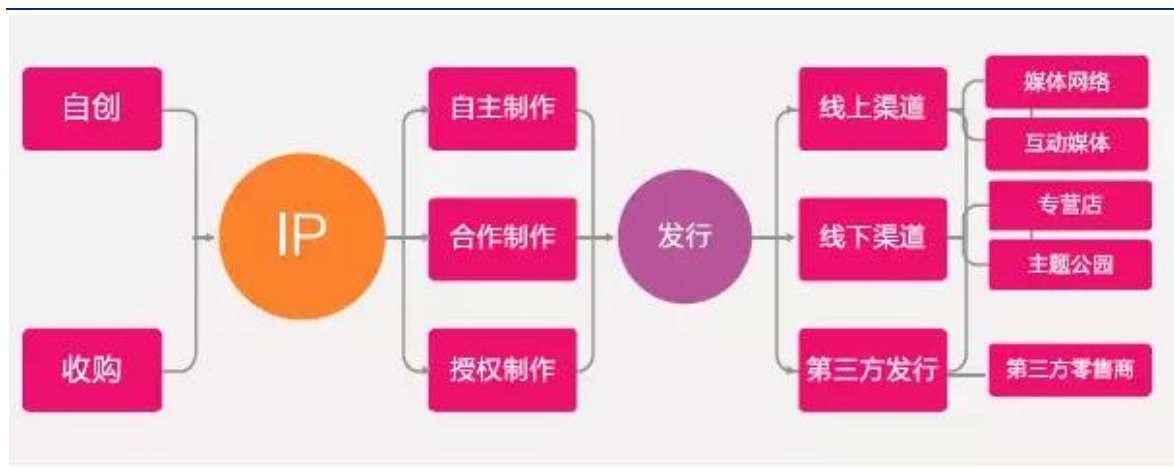 自创
收购
IP
自主制作
合作制作
授权制作
发行
线上渠道
线下渠道
第三方发行
媒体网络
互动媒体
专营店
主题公园
第三方零售商